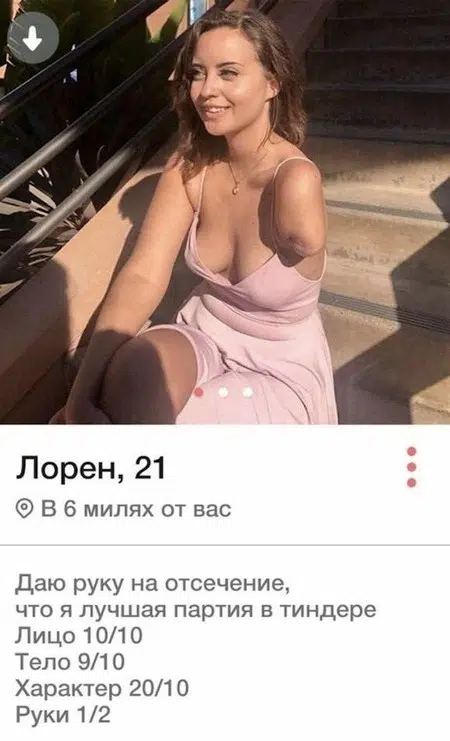 Лорен, 21
В 6 милях от вас
Даю руку на отсечение,
что я лучшая партия в тиндере
Лицо 10/10
Тело 9/10
Характер 20/10
Руки 1/2